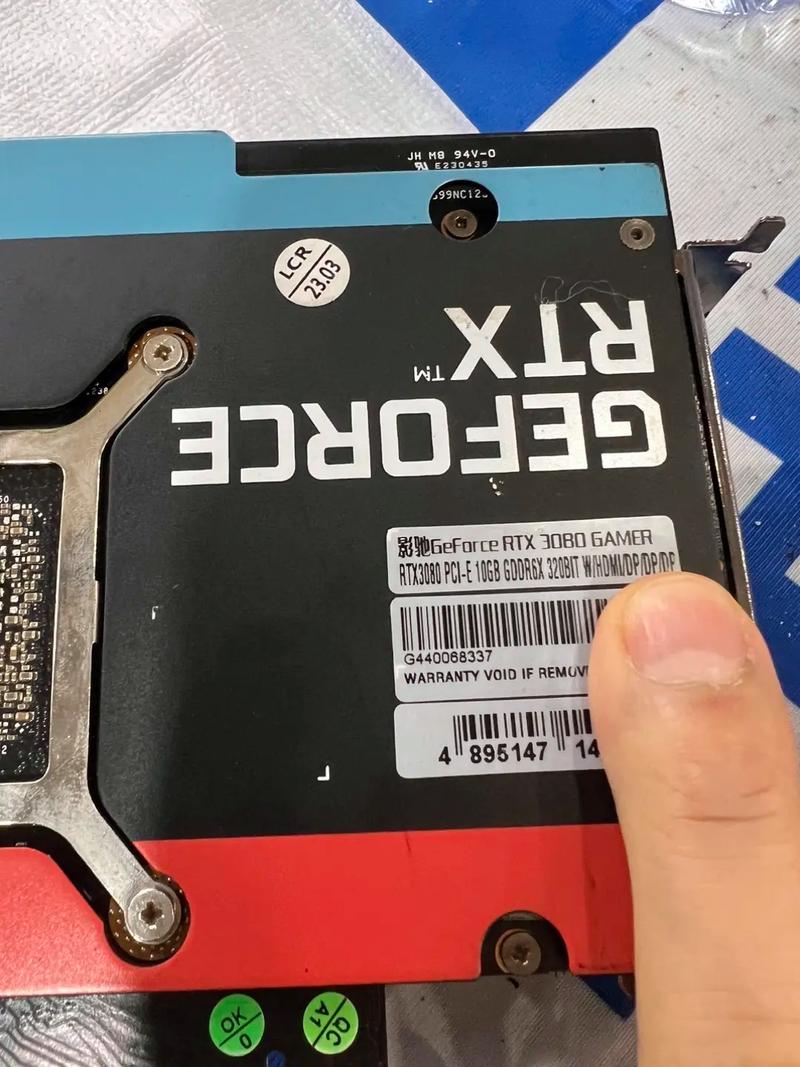 JH M8 94V-0
E230435
99NC12
LCR
23.03
GEFORCE
RTX™
影驰GeForce RTX 3080 GAMER
RTX3080 PCI-E 10GB GDDR6X 320BIT W/HDMI/DP/DP/DP
G440068337
WARRANTY VOID IF REMOV
4 895147 14
OK
0
QC
A1